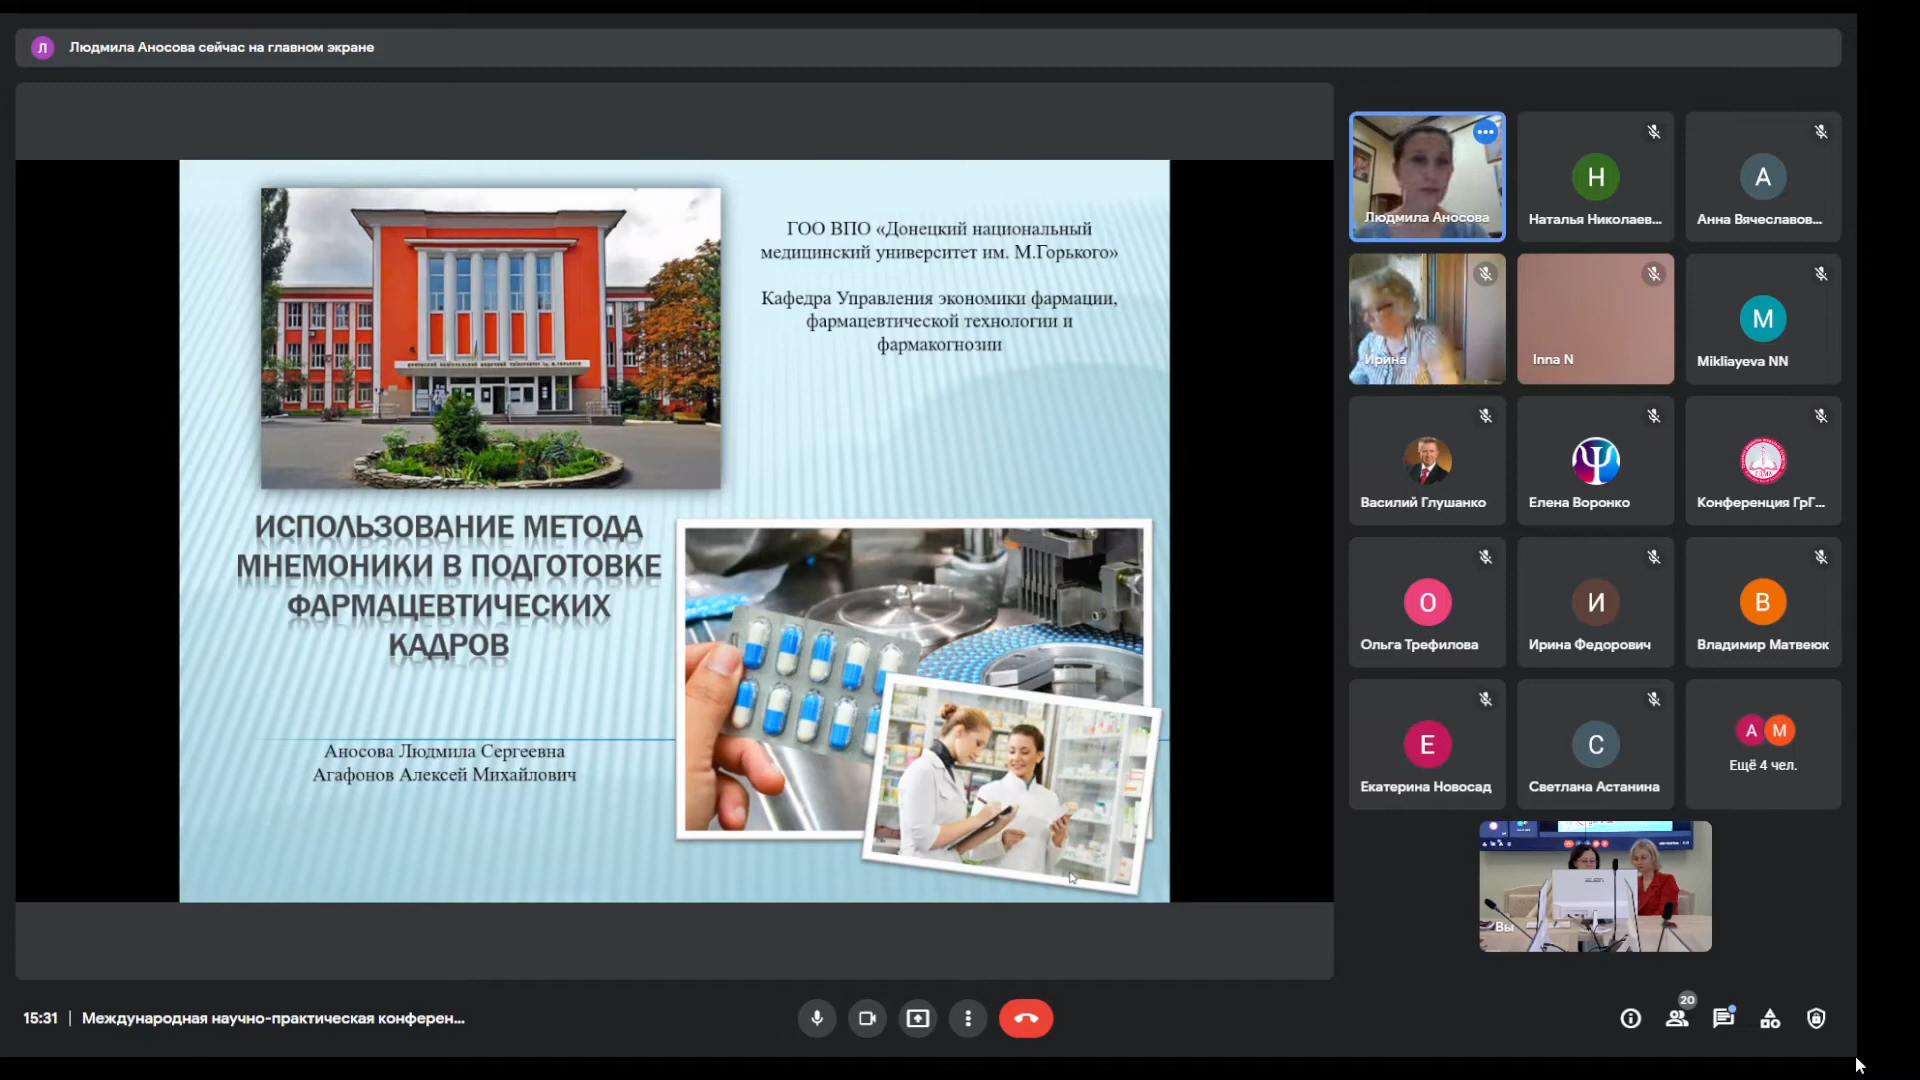 Л
Людмила Аносова сейчас на главном экране
ГОО ВПО «Донецкий национальный
медицинский университет им. М.Горького»
Кафедра Управления экономики фармации,
фармацевтической технологии и
фармакогнозии
ИСПОЛЬЗОВАНИЕ МЕТОДА
МНЕМОНИКИ В ПОДГОТОВКЕ
ФАРМАЦЕВТИЧЕСКИХ
КАДРОВ
Аносова Людмила Сергеевна
Агафонов Алексей Михайлович
Людмила Аносова
Н
Наталья Николаев...
А
Анна Вячеславов...
Ирина
Inna N
M
Mikliayeva NN
Василий Глушанко
Елена Воронко
Конференция ГрГ...
О
Ольга Трефилова
И
Ирина Федорович
В
Владимир Матвеюк
Е
Екатерина Новосад
С
Светлана Астанина
А М
Ещё 4 чел.
Вы
15:31 | Международная научно-практическая конферен...
20